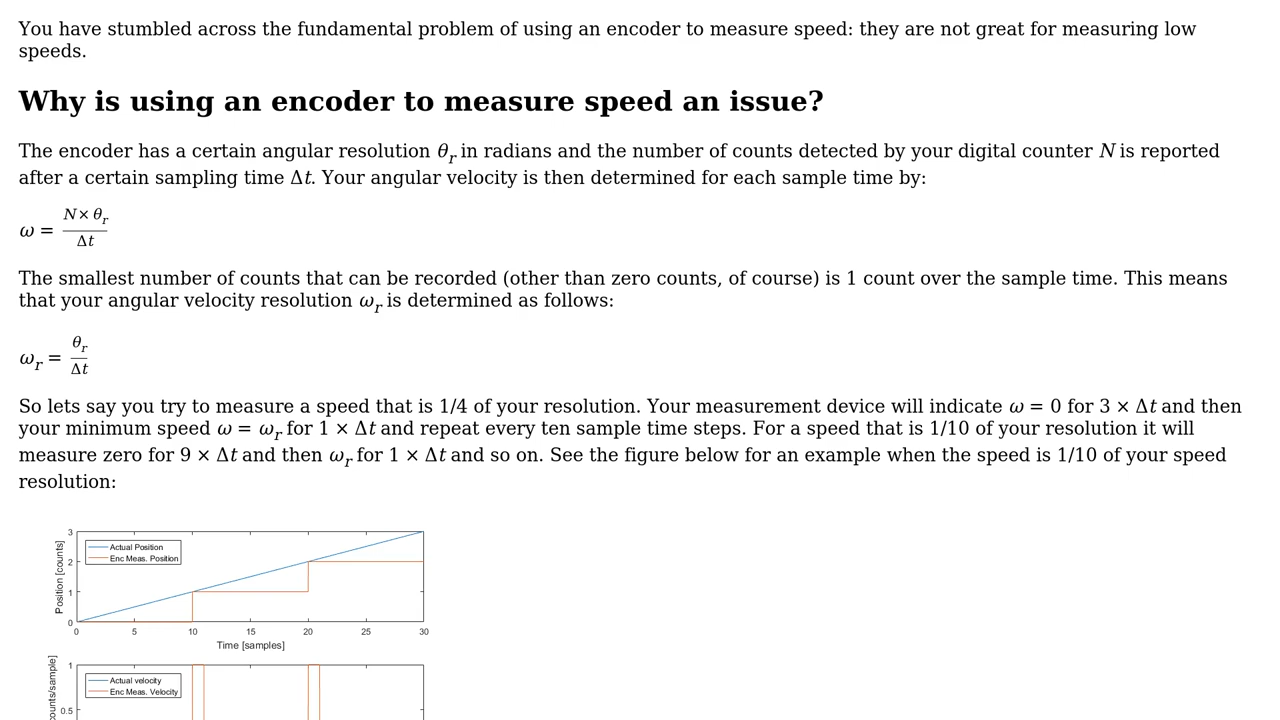 You have stumbled across the fundamental problem of using an encoder to measure speed: they are not great for measuring low
speeds.
Why is using an encoder to measure speed an issue?
The encoder has a certain angular resolution θr in radians and the number of counts detected by your digital counter N is reported
after a certain sampling time Δt. Your angular velocity is then determined for each sample time by:
ω = N×θr / Δt
The smallest number of counts that can be recorded (other than zero counts, of course) is 1 count over the sample time. This means
that your angular velocity resolution ωr is determined as follows:
ωr = θr / Δt
So lets say you try to measure a speed that is 1/4 of your resolution. Your measurement device will indicate ω = 0 for 3 × Δt and then
your minimum speed ω = ωr for 1 × Δt and repeat every ten sample time steps. For a speed that is 1/10 of your resolution it will
measure zero for 9 × Δt and then ωr for 1 × Δt and so on. See the figure below for an example when the speed is 1/10 of your speed
resolution:
Position [counts]
3
2
1
0
Actual Position
Enc Meas. Position
0 5 10 15 20 25 30
Time [samples]
1
0.5
Actual velocity
Enc Meas. Velocity